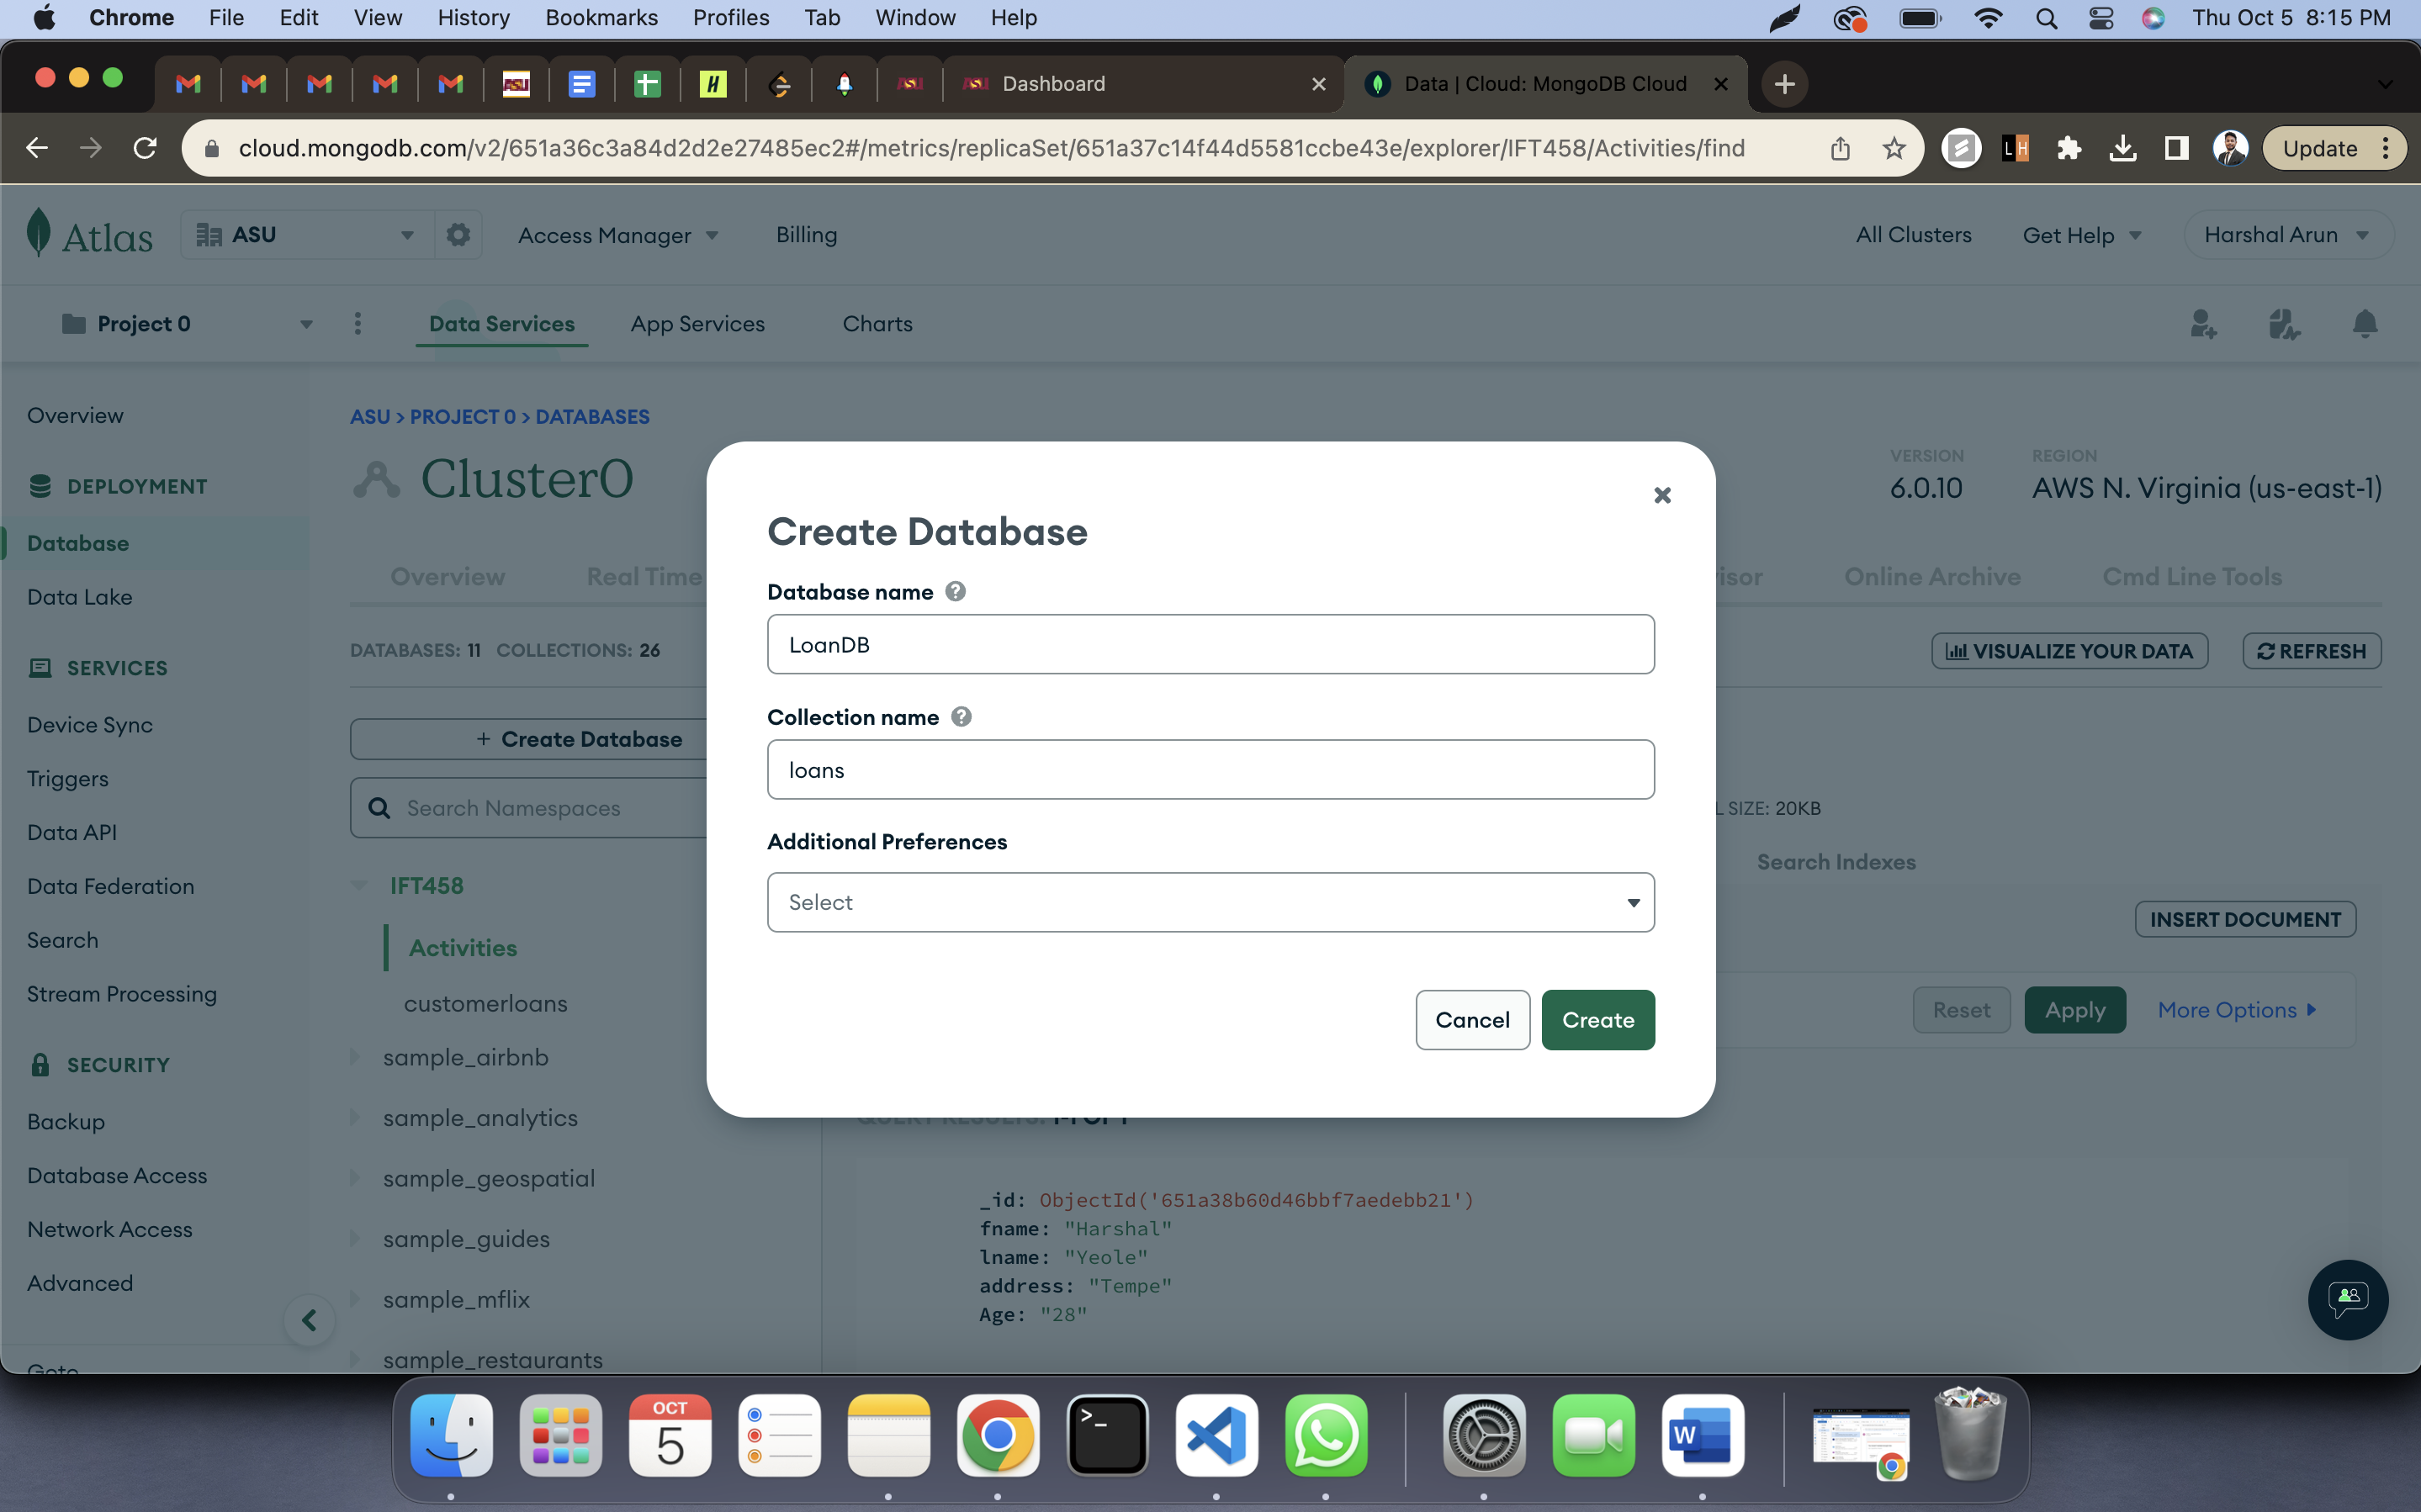 Chrome File Edit View History Bookmarks Profiles Tab Window Help Thu Oct 5 8:15 PM
Dashboard Data | Cloud: MongoDB Cloud
cloud.mongodb.com/v2/651a36c3a84d2d2e27485ec2#/metrics/replicaSet/651a37c14f44d5581ccbe43e/explorer/IFT458/Activities/find Update
Atlas ASU Access Manager Billing All Clusters Get Help Harshal Arun
Project 0 Data Services App Services Charts
Overview
DEPLOYMENT
Database
Data Lake
SERVICES
Device Sync
Triggers
Data API
Data Federation
Search
Stream Processing
SECURITY
Backup
Database Access
Network Access
Advanced
Goto
ASU > PROJECT 0 > DATABASES
Cluster0
VERSION
6.0.10
REGION
AWS N. Virginia (us-east-1)
Overview Real Time Online Archive Cmd Line Tools
DATABASES: 11 COLLECTIONS: 26
VISUALIZE YOUR DATA REFRESH
+ Create Database
Search Namespaces
IFT458
Activities
customerloans
sample_airbnb
sample_analytics
sample_geospatial
sample_guides
sample_mflix
sample_restaurants
Create Database
Database name
LoanDB
Collection name
loans
Additional Preferences
Select
Cancel Create
SIZE: 20KB
Search Indexes
INSERT DOCUMENT
Reset Apply More Options
_id: ObjectId('651a38b60d46bbf7aedebb21')
fname: "Harshal"
lname: "Yeole"
address: "Tempe"
Age: "28"
OCT
5